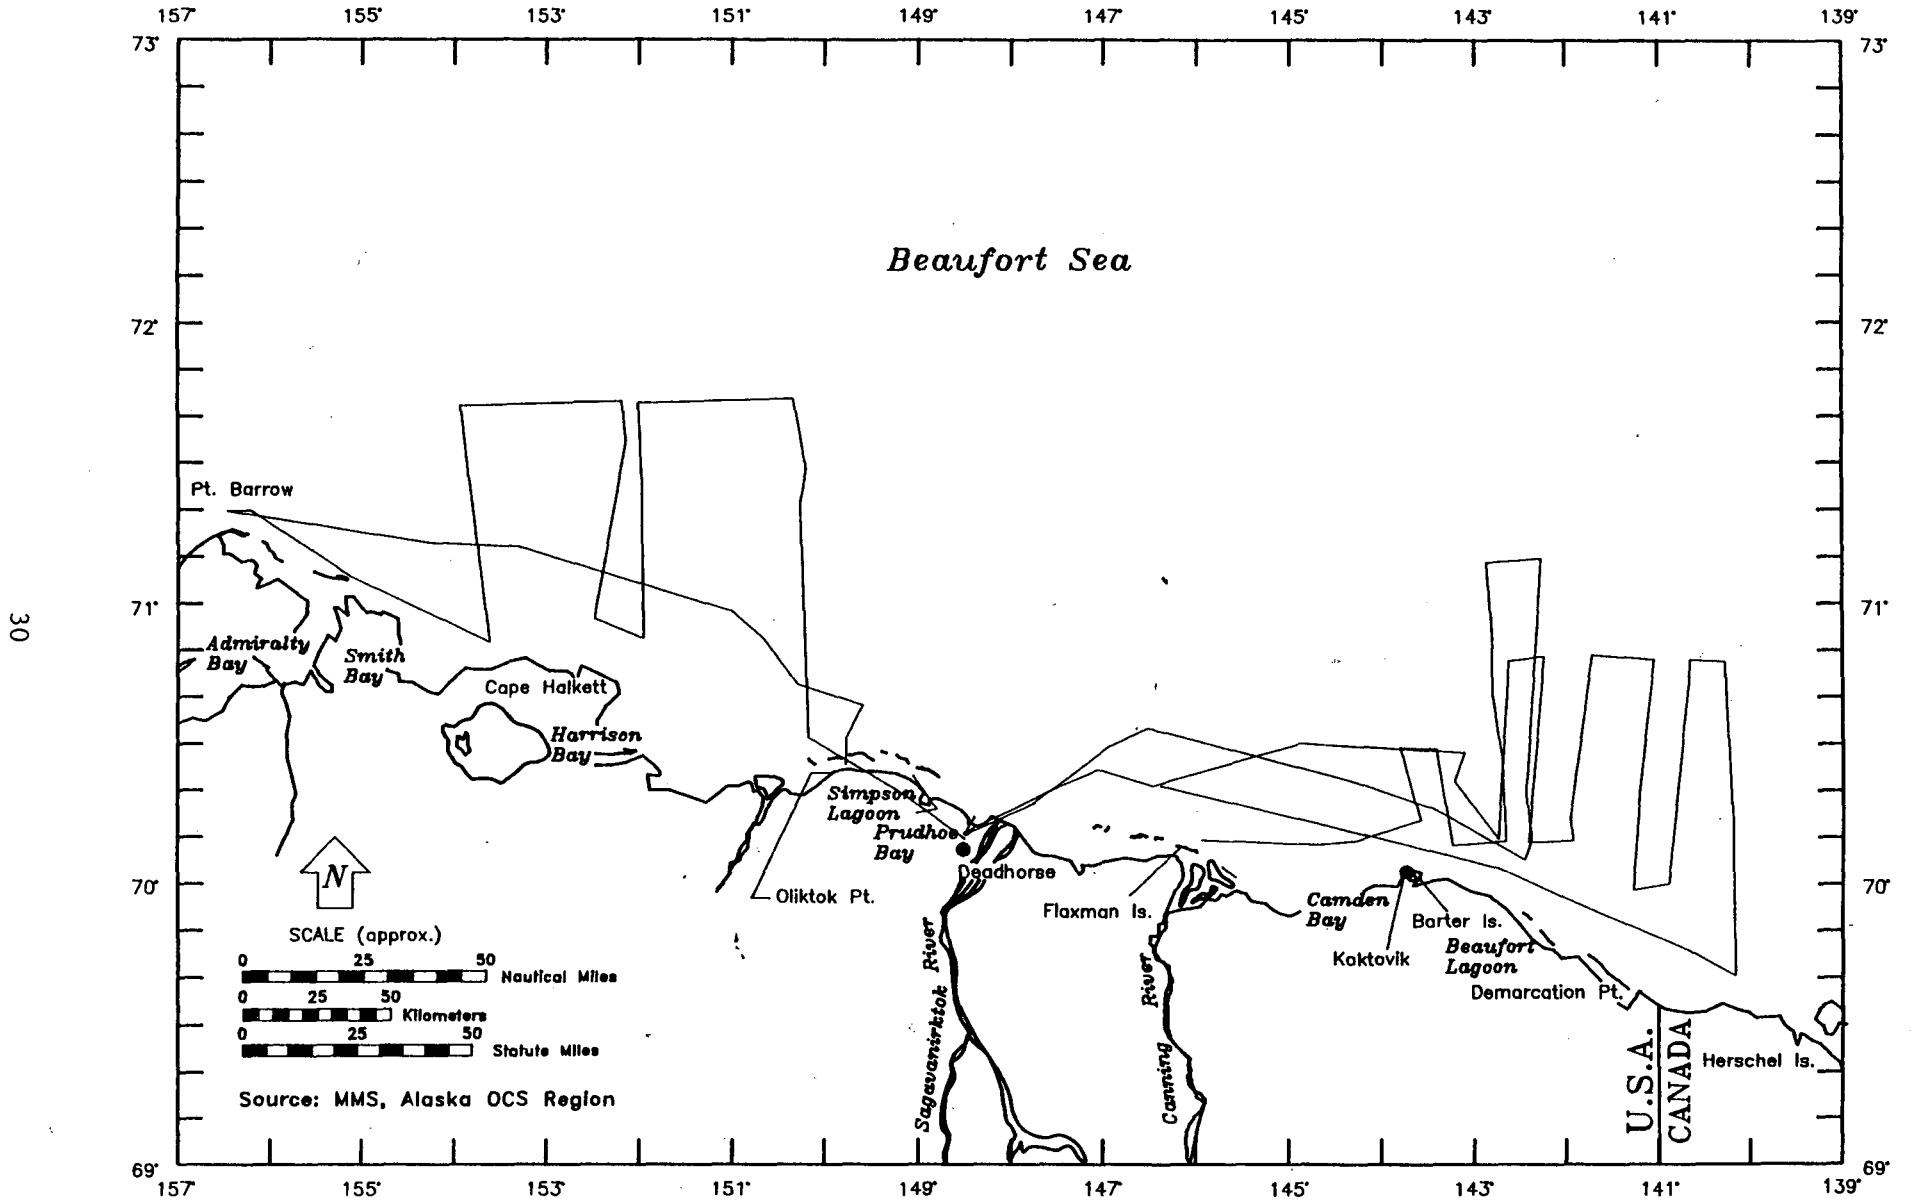 157° 155° 153° 151° 149° 147° 145° 143° 141° 139°
73° 73°
Beaufort Sea
72° 72°
Pt. Barrow
71° 71°
30
Admiralty
Bay
Smith
Bay
Cape Halkett
Harrison
Bay
Simpson
Lagoon
Prudhoe
Bay
Deadhorse
70° 70°
N
Oliktok Pt.
Flaxman Is.
Camden
Bay
Barter Is.
Kaktovik
Beaufort
Lagoon
Demarcation Pt.
SCALE (approx.)
0 25 50
Nautical Miles
0 25 50
Kilometers
0 25 50
Statute Miles
Sagavanirktok River
Canning River
U.S.A.
CANADA
Herschel Is.
Source: MMS, Alaska OCS Region
69° 69°
157° 155° 153° 151° 149° 147° 145° 143° 141° 139°